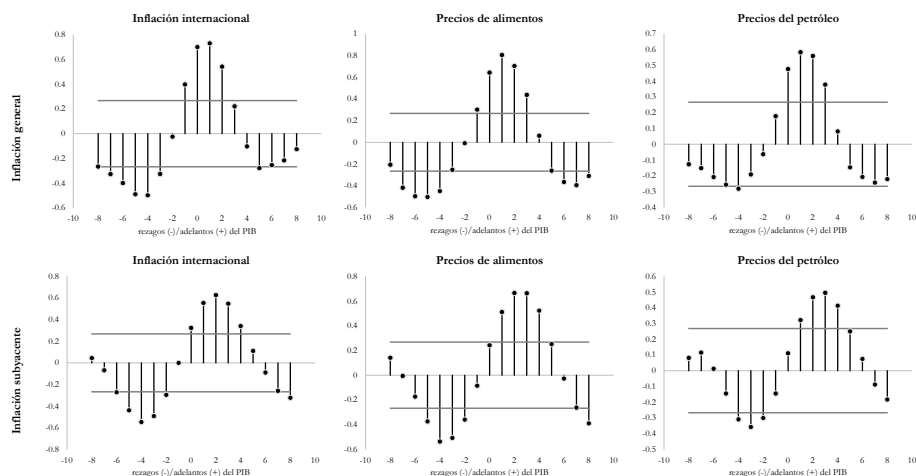 Inflación internacional
Precios de alimentos
Precios del petróleo
Inflación general
0.8
0.6
0.4
0.2
0
-0.2
-0.4
-0.6
-10 -8 -6 -4 -2 0 2 4 6 8 10
rezagos (-)/adelantos (+) del PIB
1
0.8
0.6
0.4
0.2
0
-0.2
-0.4
-0.6
-10 -8 -6 -4 -2 0 2 4 6 8 10
rezagos (-)/adelantos (+) del PIB
0.7
0.6
0.5
0.4
0.3
0.2
0.1
0
-0.1
-0.2
-0.3
-0.4
-10 -8 -6 -4 -2 0 2 4 6 8 10
rezagos (-)/adelantos (+) del PIB
Inflación internacional
Precios de alimentos
Precios del petróleo
Inflación subyacente
0.8
0.6
0.4
0.2
0
-0.2
-0.4
-0.6
-0.8
-10 -8 -6 -4 -2 0 2 4 6 8 10
rezagos (-)/adelantos (+) del PIB
0.8
0.6
0.4
0.2
0
-0.2
-0.4
-0.6
-10 -8 -6 -4 -2 0 2 4 6 8 10
rezagos (-)/adelantos (+) del PIB
0.6
0.5
0.4
0.3
0.2
0.1
0
-0.1
-0.2
-0.3
-0.4
-0.5
-10 -8 -6 -4 -2 0 2 4 6 8 10
rezagos (-)/adelantos (+) del PIB